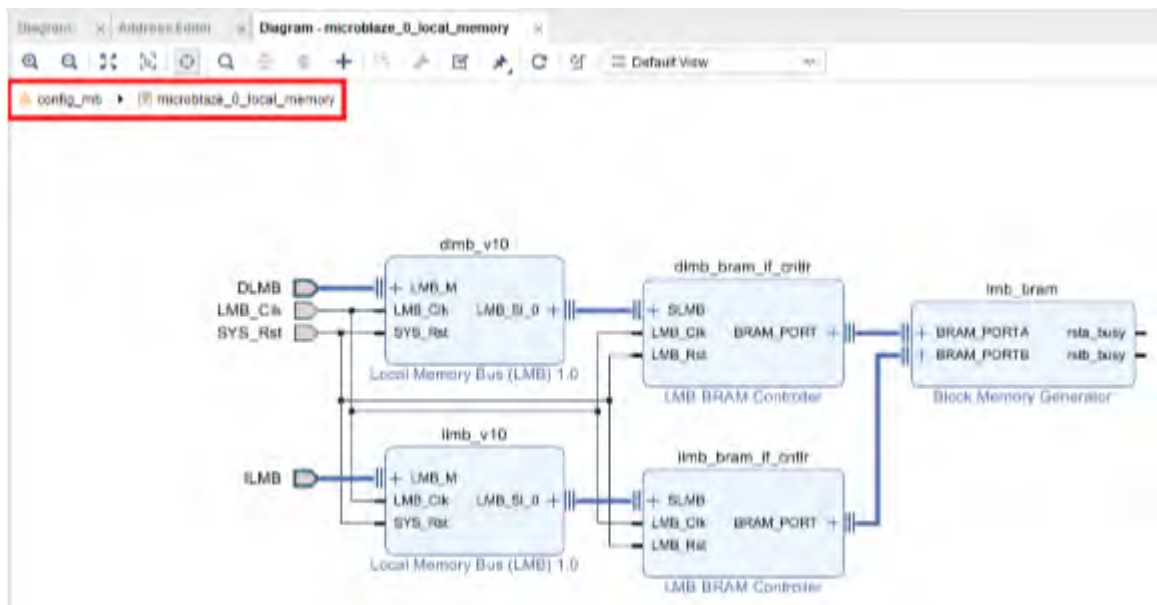 Diagram × Address Editor × Diagram - microblaze_0_local_memory ×
Default View
config_mb microblaze_0_local_memory
dlmb_v10
DLMB
LMB_Clk
SYS_Rst
+ LMB_M
LMB_Clk LMB_Sl_0 +
SYS_Rst
Local Memory Bus (LMB) 1.0
dlmb_bram_if_cntlr
+ SLMB
LMB_Clk BRAM_PORT +
LMB_Rst
LMB BRAM Controller
lmb_bram
+ BRAM_PORTA rsta_busy
+ BRAM_PORTB rstb_busy
Block Memory Generator
ilmb_v10
ILMB
+ LMB_M
LMB_Clk LMB_Sl_0 +
SYS_Rst
Local Memory Bus (LMB) 1.0
ilmb_bram_if_cntlr
+ SLMB
LMB_Clk BRAM_PORT +
LMB_Rst
LMB BRAM Controller